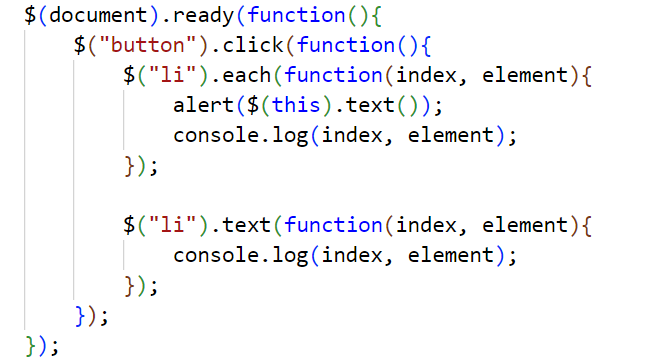 $(document).ready(function(){
    $("button").click(function(){
        $("li").each(function(index, element){
            alert($(this).text());
            console.log(index, element);
        });

        $("li").text(function(index, element){
            console.log(index, element);
        });
    });
});